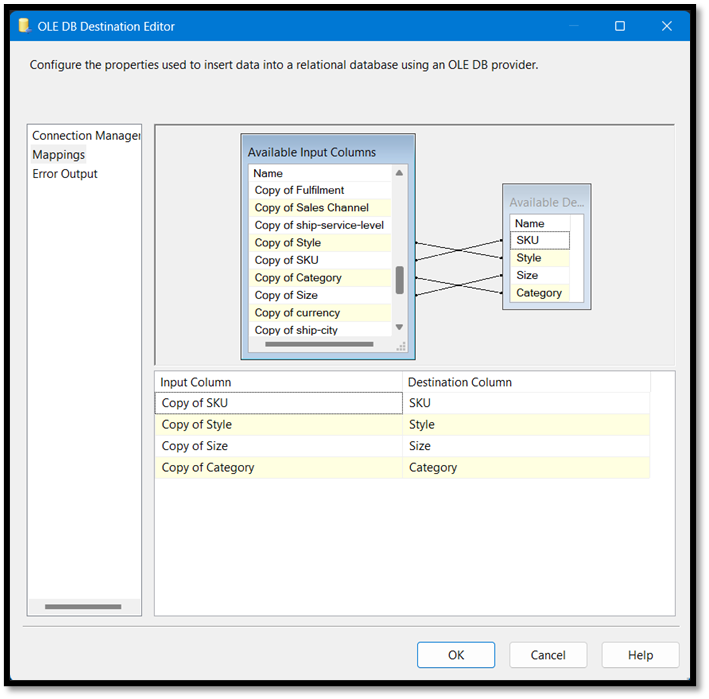 OLE DB Destination Editor
Configure the properties used to insert data into a relational database using an OLE DB provider.
Connection Manager
Mappings
Error Output
Available Input Columns
Name
Copy of Fulfilment
Copy of Sales Channel
Copy of ship-service-level
Copy of Style
Copy of SKU
Copy of Category
Copy of Size
Copy of currency
Copy of ship-city
Available De...
Name
SKU
Style
Size
Category
Input Column Destination Column
Copy of SKU SKU
Copy of Style Style
Copy of Size Size
Copy of Category Category
OK Cancel Help